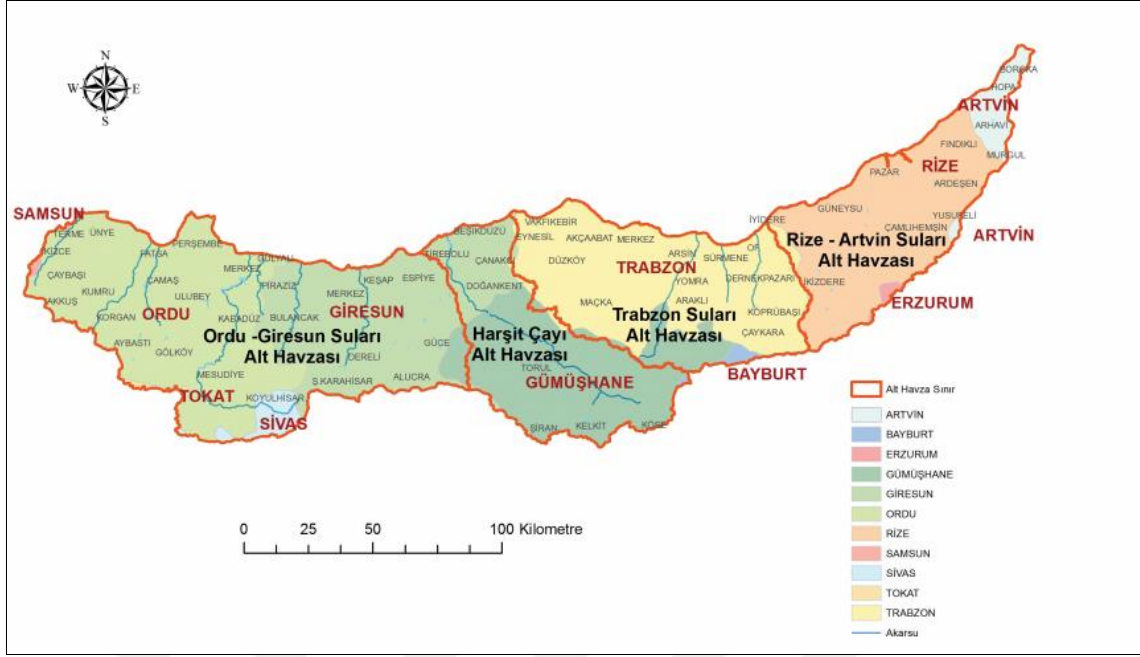 N
W E
S
BORÇKA
HOPA
ARTVİN
ARHAVİ
FINDIKLI
MURGUL
PAZAR
RİZE
ARDEŞEN
GÜNEYSU
YUSUFELİ
ÇAMLIHEMŞİN
ARTVİN
İYİDERE
Rize - Artvin Suları
Alt Havzası
İKİZDERE
ERZURUM
SAMSUN
TERME ÜNYE
İKİZCE
FATSA
PERŞEMBE
GÜLYALI
ÇAYBAŞI
KUMRU
ÇAMAŞ
MERKEZ
ULUBEY
PİRAZİZ
AKKUŞ
KORGAN
ORDU
KABADÜZ
BULANCAK
MERKEZ
KEŞAP
ESPİYE
GİRESUN
Ordu -Giresun Suları
Alt Havzası
AYBASTI
GÖLKÖY
DERELİ
GÜCE
MESUDİYE
TOKAT
KOYULHİSAR
Ş.KARAHİSAR
ALUCRA
SİVAS
BEŞİKDÜZÜ
TİREBOLU
ÇANAKÇI
DOĞANKENT
Harşit Çayı
Alt Havzası
TORUL
GÜMÜŞHANE
ŞİRAN
KELKİT
KÖSE
VAKFIKEBİR
EYNESİL
AKÇAABAT
MERKEZ
DÜZKÖY
TRABZON
ARSİN
SÜRMENE
OF
YOMRA
DERNEKPAZARI
MAÇKA
ARAKLI
Trabzon Suları
Alt Havzası
KÖPRÜBAŞI
ÇAYKARA
BAYBURT
0 25 50 100 Kilometre
Alt Havza Sınır
ARTVİN
BAYBURT
ERZURUM
GÜMÜŞHANE
GİRESUN
ORDU
RİZE
SAMSUN
SİVAS
TOKAT
TRABZON
Akarsu